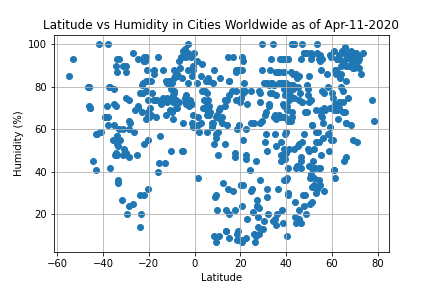 Latitude vs Humidity in Cities Worldwide as of Apr-11-2020
Humidity (%)
100
80
60
40
20
−60 −40 −20 0 20 40 60 80
Latitude